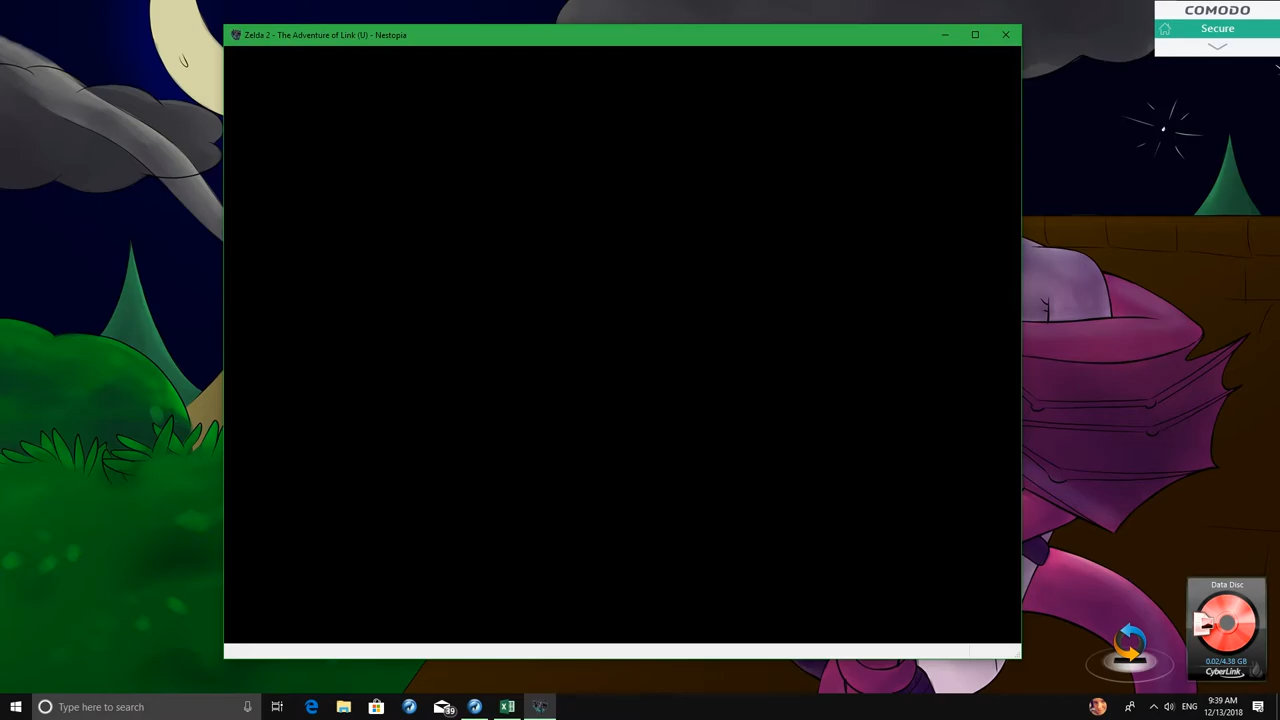 Zelda 2 - The Adventure of Link (U) - Nestopia
COMODO
Secure
Data Disc
0.02/4.38 GB
CyberLink
Type here to search
39
ENG
9:39 AM
12/13/2018